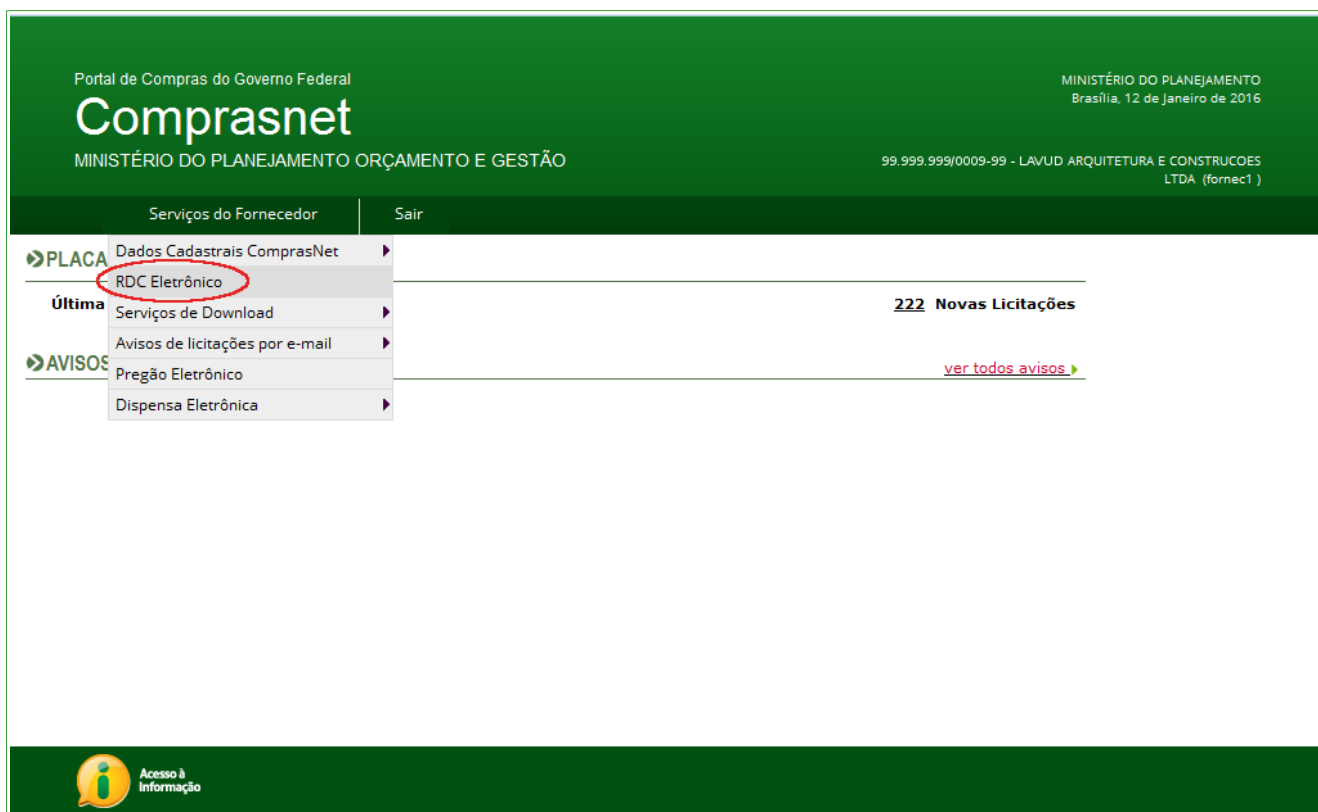 Portal de Compras do Governo Federal
Comprasnet
MINISTÉRIO DO PLANEJAMENTO ORÇAMENTO E GESTÃO
MINISTÉRIO DO PLANEJAMENTO
Brasília, 12 de Janeiro de 2016
99.999.999/0009-99 - LAVUD ARQUITETURA E CONSTRUCOES
LTDA (fornec1 )
Serviços do Fornecedor
Sair
PLACA
Dados Cadastrais ComprasNet
RDC Eletrônico
Última
Serviços de Download
222 Novas Licitações
Avisos de licitações por e-mail
AVISOS
Pregão Eletrônico
ver todos avisos
Dispensa Eletrônica
Acesso à
Informação